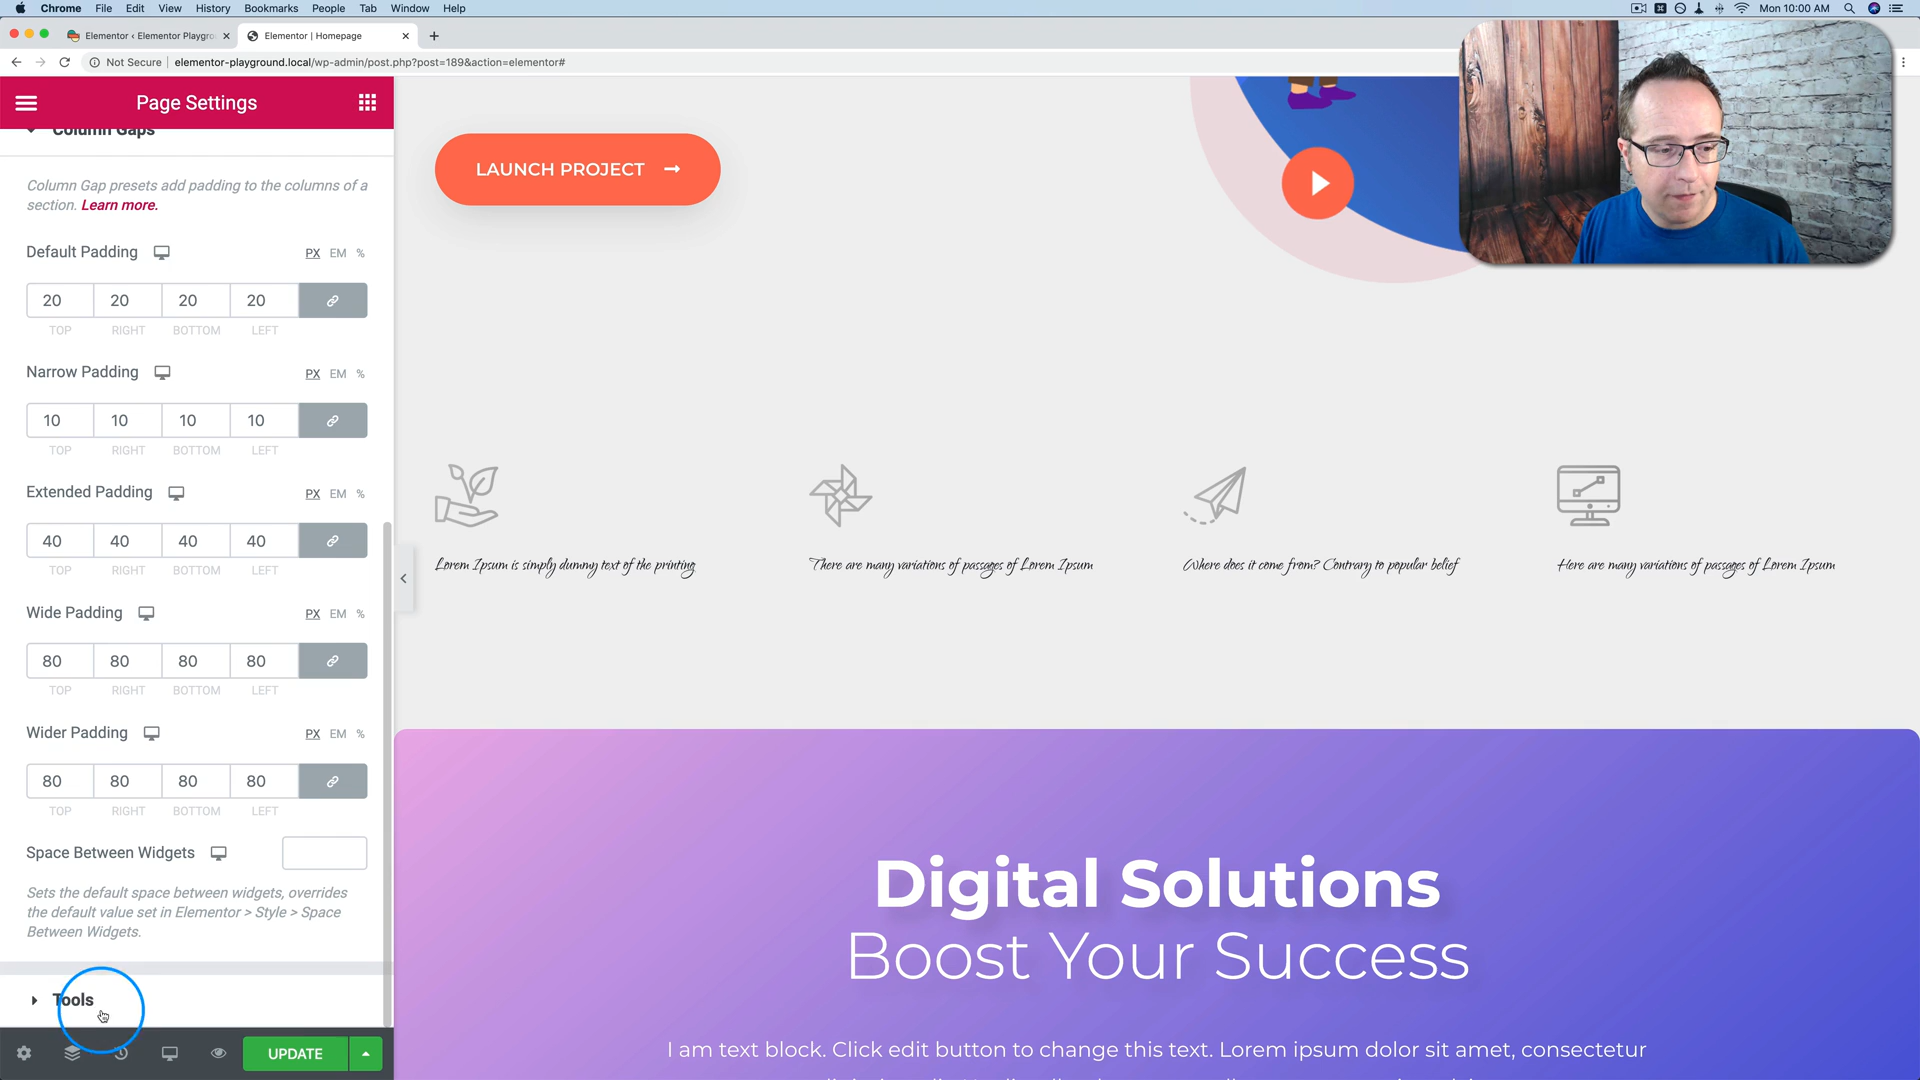 Chrome File Edit View History Bookmarks People Tab Window Help
Mon 10:00 AM
Elementor ‹ Elementor Playgro
Elementor | Homepage
Not Secure | elementor-playground.local/wp-admin/post.php?post=189&action=elementor#
Page Settings
Column Gaps
Column Gap presets add padding to the columns of a
section. Learn more.
Default Padding PX EM %
20 20 20 20
TOP RIGHT BOTTOM LEFT
Narrow Padding PX EM %
10 10 10 10
TOP RIGHT BOTTOM LEFT
Extended Padding PX EM %
40 40 40 40
TOP RIGHT BOTTOM LEFT
Wide Padding PX EM %
80 80 80 80
TOP RIGHT BOTTOM LEFT
Wider Padding PX EM %
80 80 80 80
TOP RIGHT BOTTOM LEFT
Space Between Widgets
Sets the default space between widgets, overrides
the default value set in Elementor > Style > Space
Between Widgets.
Tools
UPDATE
LAUNCH PROJECT
Lorem Ipsum is simply dummy text of the printing
There are many variations of passages of Lorem Ipsum
Where does it come from? Contrary to popular belief
Here are many variations of passages of Lorem Ipsum
Digital Solutions
Boost Your Success
I am text block. Click edit button to change this text. Lorem ipsum dolor sit amet, consectetur